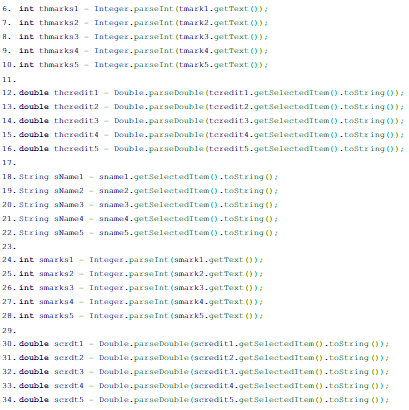 6. int thmarks1 = Integer.parseInt(tmark1.getText());
7. int thmarks2 = Integer.parseInt(tmark2.getText());
8. int thmarks3 = Integer.parseInt(tmark3.getText());
9. int thmarks4 = Integer.parseInt(tmark4.getText());
10. int thmarks5 = Integer.parseInt(tmark5.getText());
11.
12. double thcredit1 = Double.parseDouble(tcredit1.getSelectedItem().toString());
13. double thcredit2 = Double.parseDouble(tcredit2.getSelectedItem().toString());
14. double thcredit3 = Double.parseDouble(tcredit3.getSelectedItem().toString());
15. double thcredit4 = Double.parseDouble(tcredit4.getSelectedItem().toString());
16. double thcredit5 = Double.parseDouble(tcredit5.getSelectedItem().toString());
17.
18. String sName1 = sname1.getSelectedItem().toString();
19. String sName2 = sname2.getSelectedItem().toString();
20. String sName3 = sname3.getSelectedItem().toString();
21. String sName4 = sname4.getSelectedItem().toString();
22. String sName5 = sname5.getSelectedItem().toString();
23.
24. int smarks1 = Integer.parseInt(smark1.getText());
25. int smarks2 = Integer.parseInt(smark2.getText());
26. int smarks3 = Integer.parseInt(smark3.getText());
27. int smarks4 = Integer.parseInt(smark4.getText());
28. int smarks5 = Integer.parseInt(smark5.getText());
29.
30. double scrdt1 = Double.parseDouble(scredit1.getSelectedItem().toString());
31. double scrdt2 = Double.parseDouble(scredit2.getSelectedItem().toString());
32. double scrdt3 = Double.parseDouble(scredit3.getSelectedItem().toString());
33. double scrdt4 = Double.parseDouble(scredit4.getSelectedItem().toString());
34. double scrdt5 = Double.parseDouble(scredit5.getSelectedItem().toString());